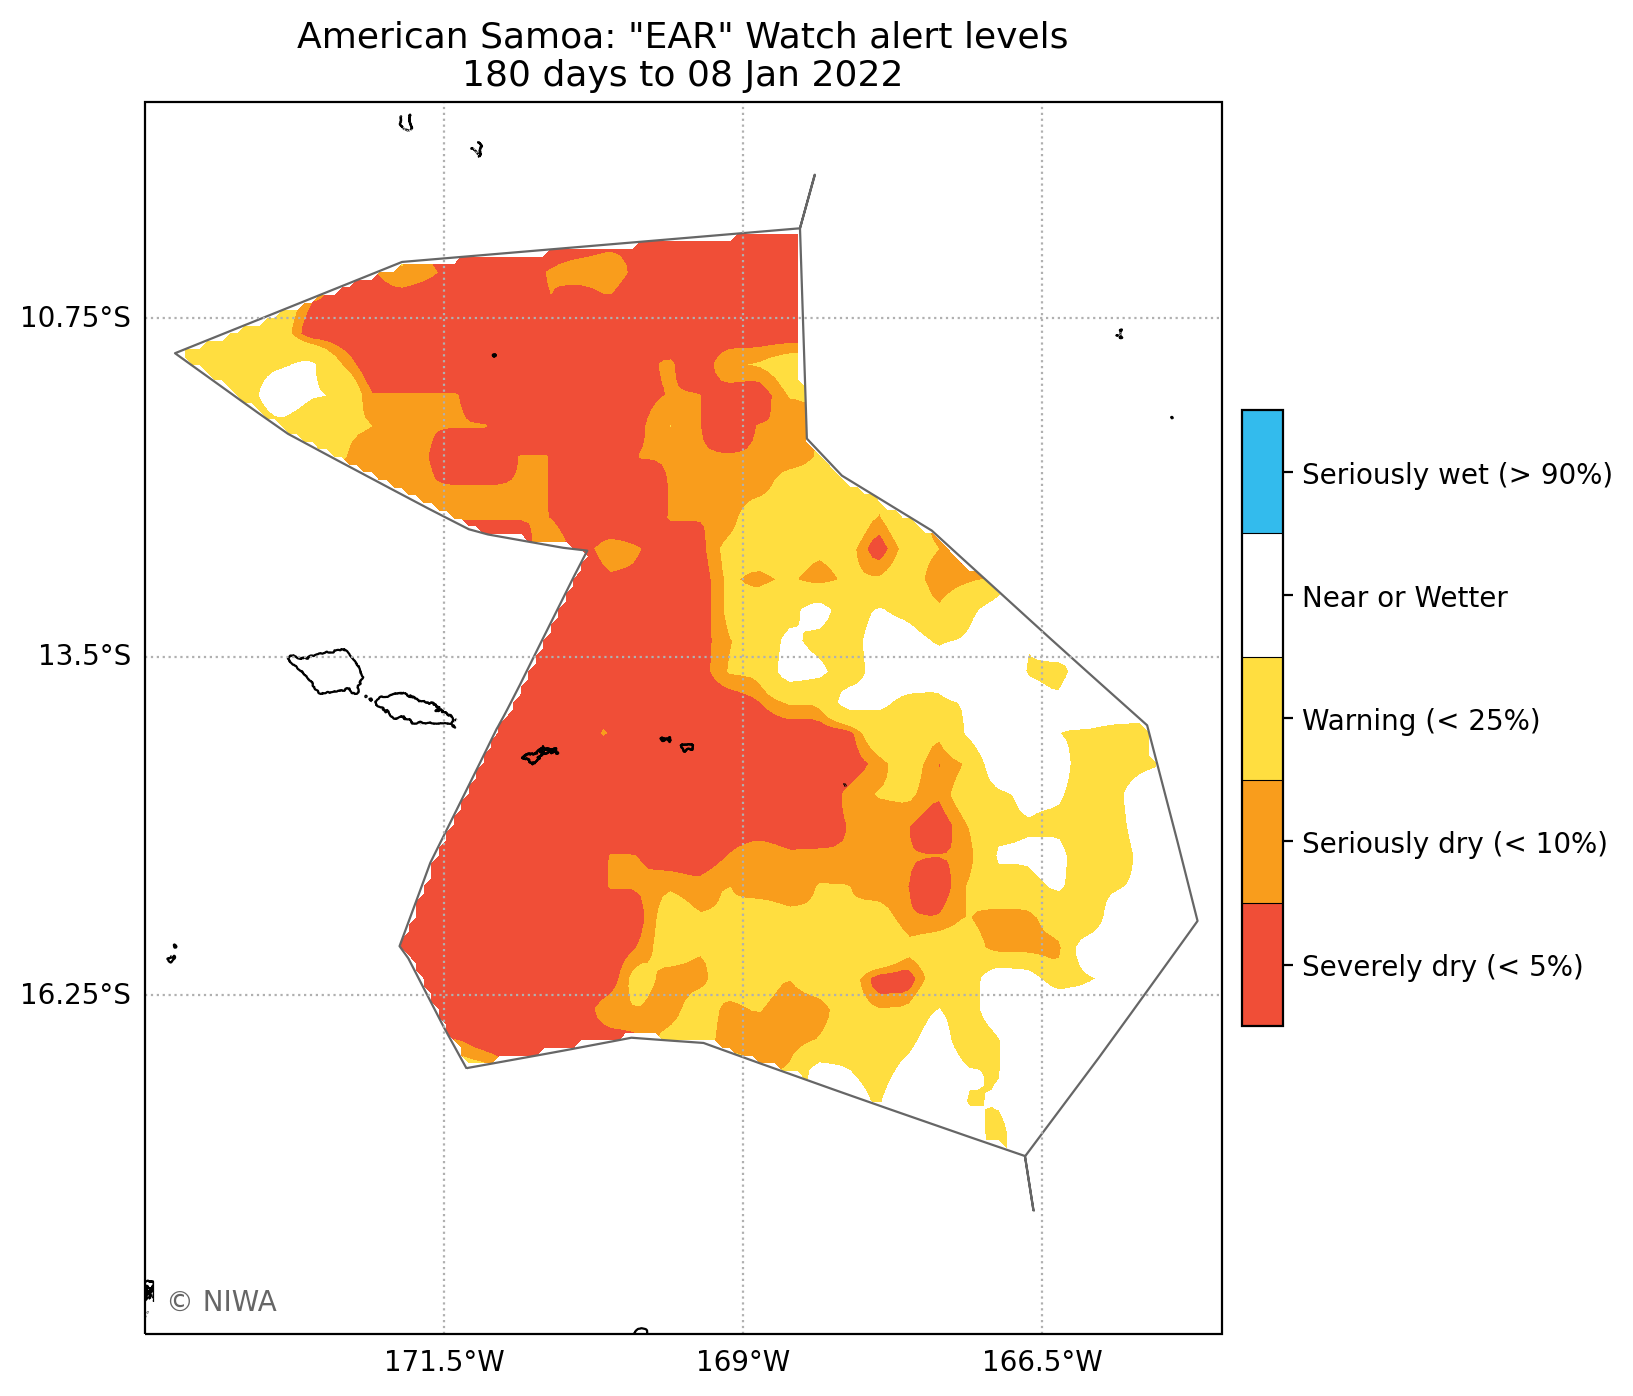 American Samoa: "EAR" Watch alert levels
180 days to 08 Jan 2022
10.75°S
13.5°S
16.25°S
171.5°W
169°W
166.5°W
Seriously wet (> 90%)
Near or Wetter
Warning (< 25%)
Seriously dry (< 10%)
Severely dry (< 5%)
© NIWA